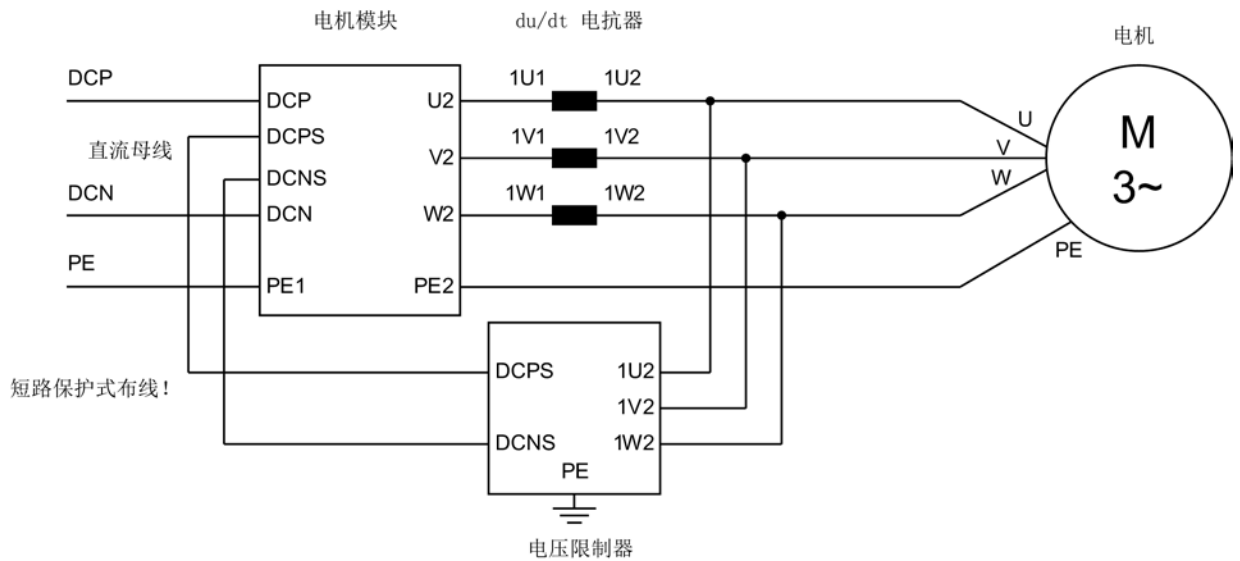 电机模块
du/dt 电抗器
电机
DCP
DCP
U2
1U1
1U2
U
DCPS
直流母线
V2
1V1
1V2
V
M
3~
DCNS
DCN
DCN
W2
1W1
1W2
W
PE
PE
PE1
PE2
短路保护式布线!
DCPS
1U2
1V2
DCNS
1W2
PE
电压限制器